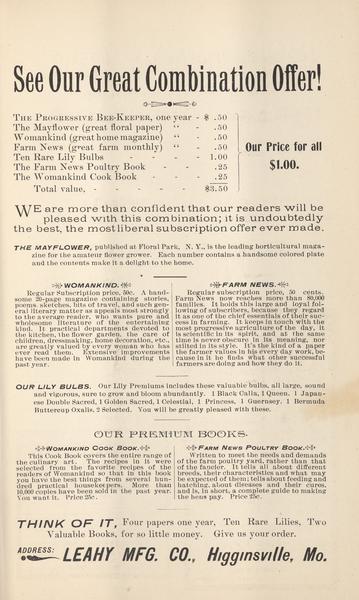 See Our Great Combination Offer!
THE PROGRESSIVE BEE-KEEPER, one year - $ .50
The Mayflower (great floral paper) " - .50
Womankind (great home magazine) " - .50
Farm News (great farm monthly) " - .50
Ten Rare Lily Bulbs - - - 1.00
The Farm News Poultry Book - - .25
The Womankind Cook Book - - .25
Total value, - - - - $3.50
Our Price for all
$1.00.
WE are more than confident that our readers will be
pleased with this combination; it is undoubtedly
the best, the most liberal subscription offer ever made.
THE MAYFLOWER, published at Floral Park, N. Y., is the leading horticultural maga-
zine for the amateur flower grower. Each number contains a handsome colored plate
and the contents make it a delight to the home.
WOMANKIND.
Regular Subscription price, 50c. A hand-
some 20-page magazine containing stories,
poems, sketches, bits of travel, and such gen-
eral literary matter as appeals most strongly
to the average reader, who wants pure and
wholesome literature of the entertaining
kind. It practical departments devoted to
the kitchen, the flower garden, the care of
children, dressmaking, home decoration, etc.,
are greatly valued by every woman who has
ever read them. Extensive improvements
have been made in Womankind during the
past year.
FARM NEWS.
Regular subscription price, 50 cents.
Farm News now reaches more than 80,000
families. It holds this large and loyal fol-
lowing of subscribers, because they regard
it as one of the chief essentials of their suc-
cess in farming. It keeps in touch with the
most progressive agriculture of the day, it
is scientific in its spirit, and at the same
time is never obscure in its meaning, nor
stilted in style. It's the kind of a paper
the farmer values in his every day work, be-
cause in it he finds what other successful
farmers are doing and how they do it.
OUR LILY BULBS. Our Lily Premiums includes these valuable bulbs, all large, sound
and vigorous, sure to grow and bloom abundantly. 1 Black Calla, 1 Queen, 1 Japan-
ese Double Sacred, 1 Golden Sacred, 1 Colestial, 1 Princess, 1 Guernsey, 1 Bermuda
Buttercup Oxalis, 2 Selected. You will be greatly pleased with these.
OUR PREMIUM BOOKS.
WOMANKIND COOK BOOK.
This Cook Book covers the entire range of
the culinary art. The recipes in it were
selected from the favorite recipes of the
readers of Womankind so that in this book
you have the best things from several hun-
dred practical housekeepers. More than
10,000 copies have been sold in the past year.
You want it. Price 25c.
FARM NEWS POULTRY BOOK.
Written to meet the needs and demands
of the farm poultry yard, rather than that
of the fancier. It tells all about different
breeds, their characteristics and what may
be expected of them; tells about feeding and
hatching, about diseases and their cures,
and is, in short, a complete guide to making
the hens pay. Price 25c.
THINK OF IT, Four papers one year, Ten Rare Lilies, Two
Valuable Books, for so little money. Give us your order.
ADDRESS: LEAHY MFG. CO., Higginsville, Mo.